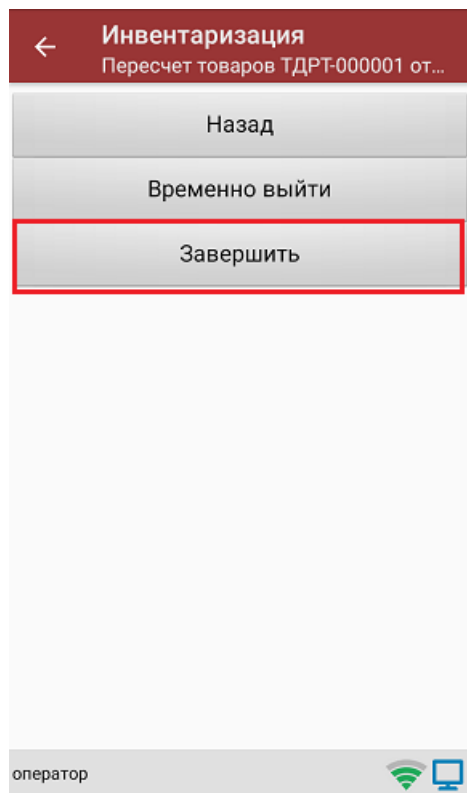 Инвентаризация
Пересчет товаров ТДРТ-000001 от...
Назад
Временно выйти
Завершить
оператор